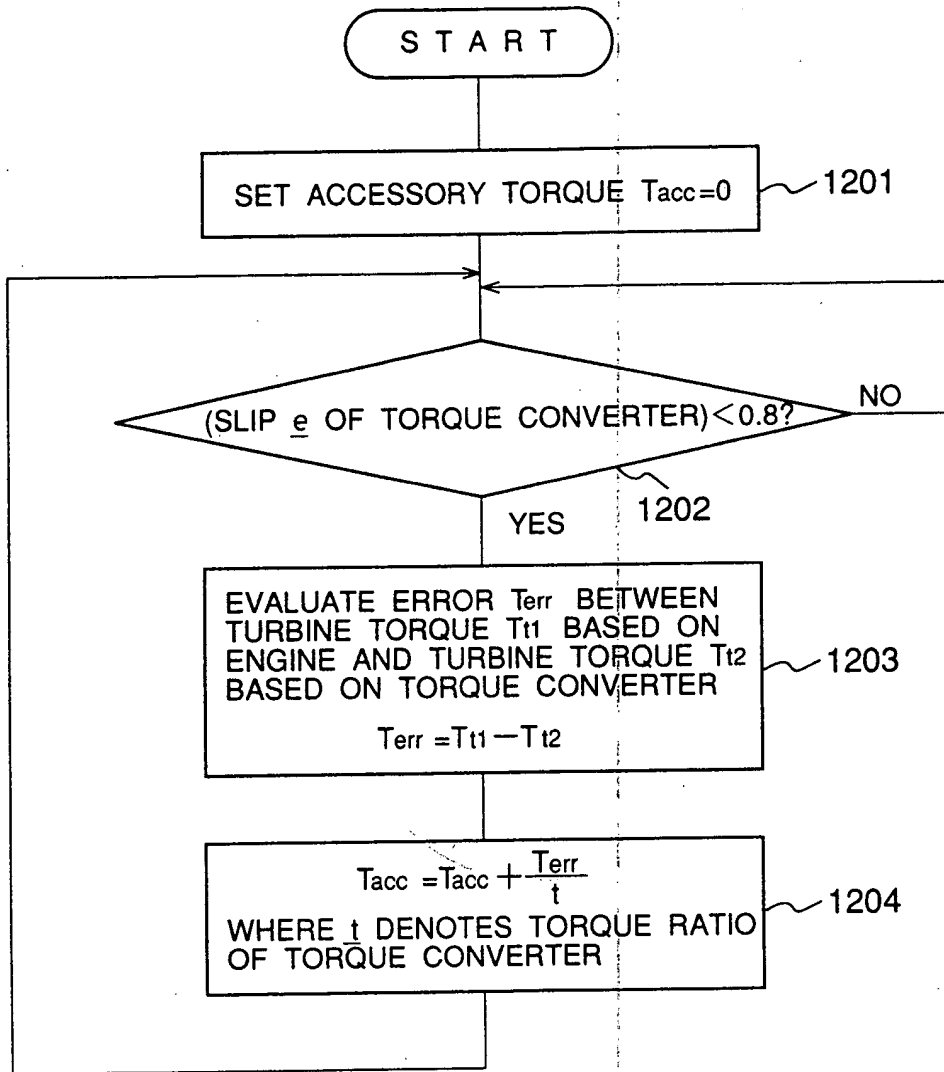 START
SET ACCESSORY TORQUE Tacc=0
1201
(SLIP e OF TORQUE CONVERTER)<0.8?
NO
1202
YES
EVALUATE ERROR Terr BETWEEN
TURBINE TORQUE Tt1 BASED ON
ENGINE AND TURBINE TORQUE Tt2
BASED ON TORQUE CONVERTER
Terr=Tt1−Tt2
1203
Tacc=Tacc+Terr/t
WHERE t DENOTES TORQUE RATIO
OF TORQUE CONVERTER
1204